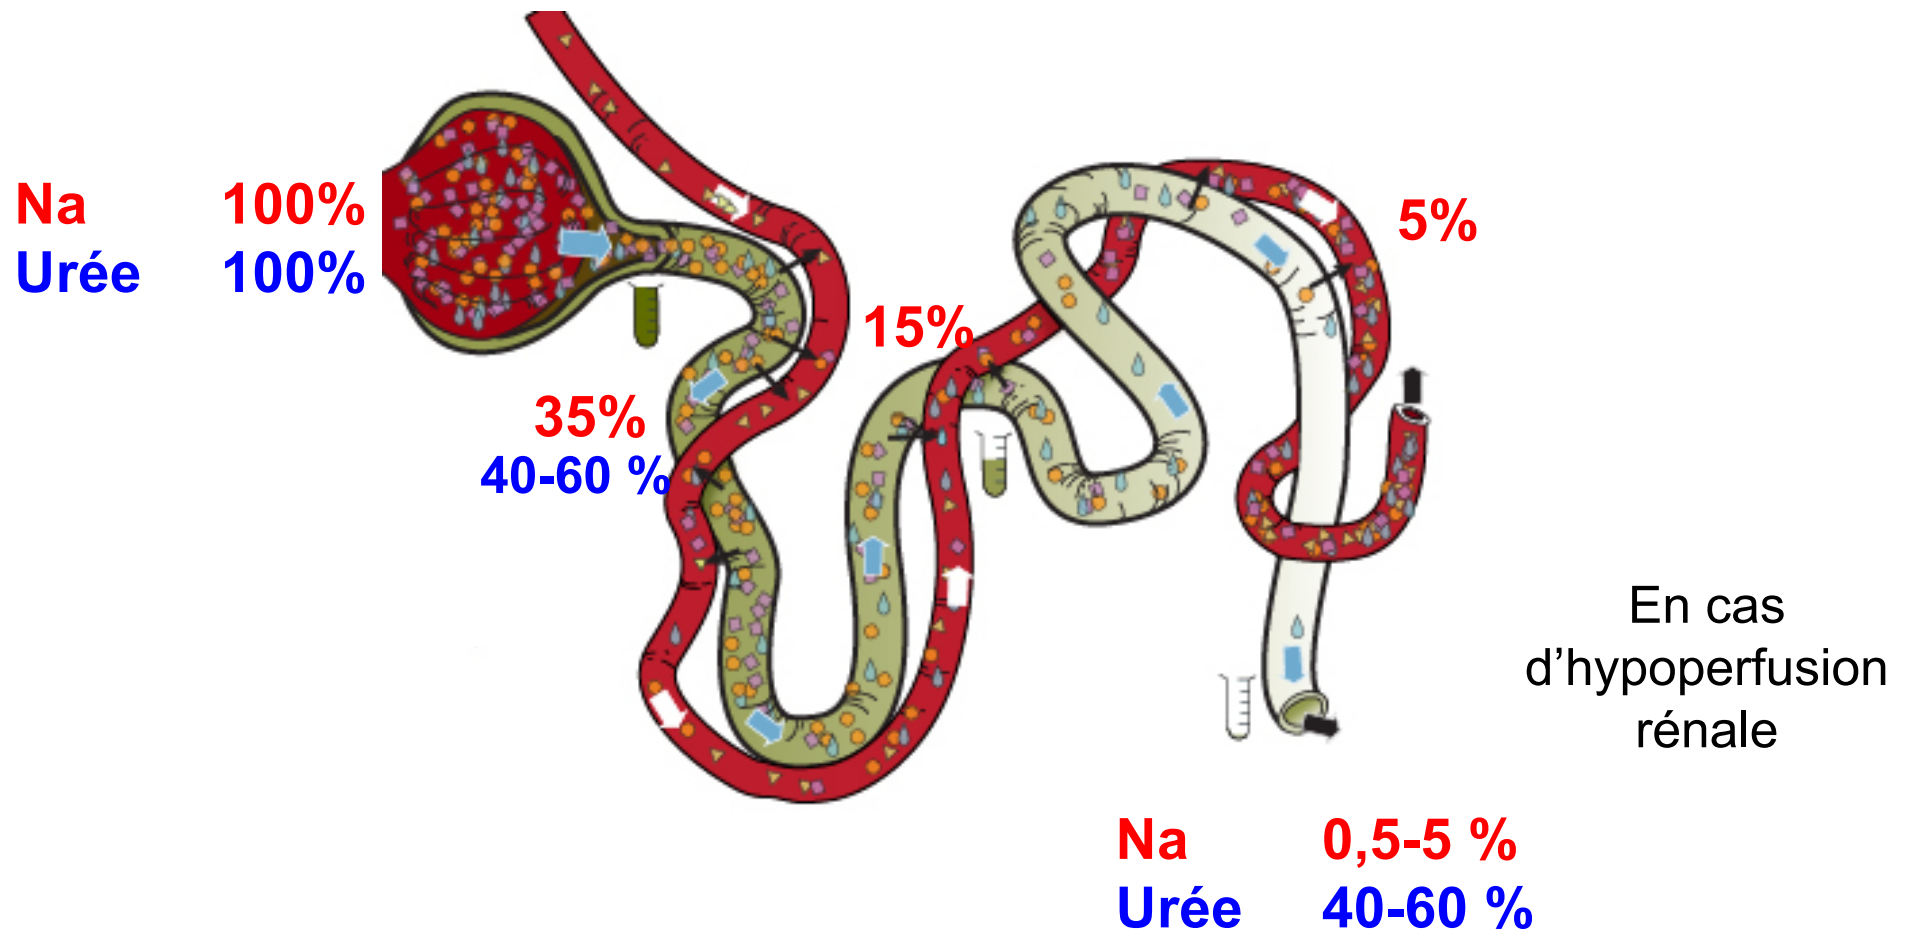 Na 100%
Urée 100%
5%
15%
35%
40-60 %
En cas
d’hypoperfusion
rénale
Na 0,5-5 %
Urée 40-60 %